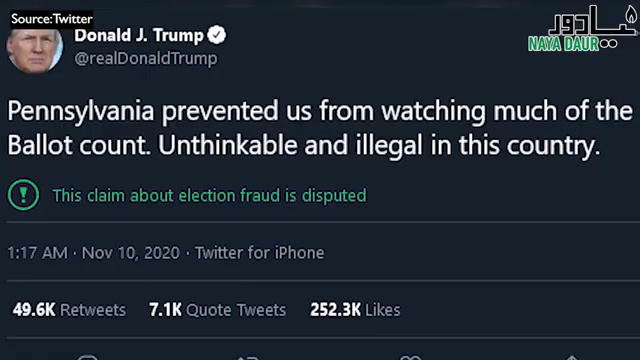 Source:Twitter
نیا دور
NAYA DAUR
Donald J. Trump
@realDonaldTrump
Pennsylvania prevented us from watching much of the
Ballot count. Unthinkable and illegal in this country.
This claim about election fraud is disputed
1:17 AM · Nov 10, 2020 · Twitter for iPhone
49.6K Retweets 7.1K Quote Tweets 252.3K Likes